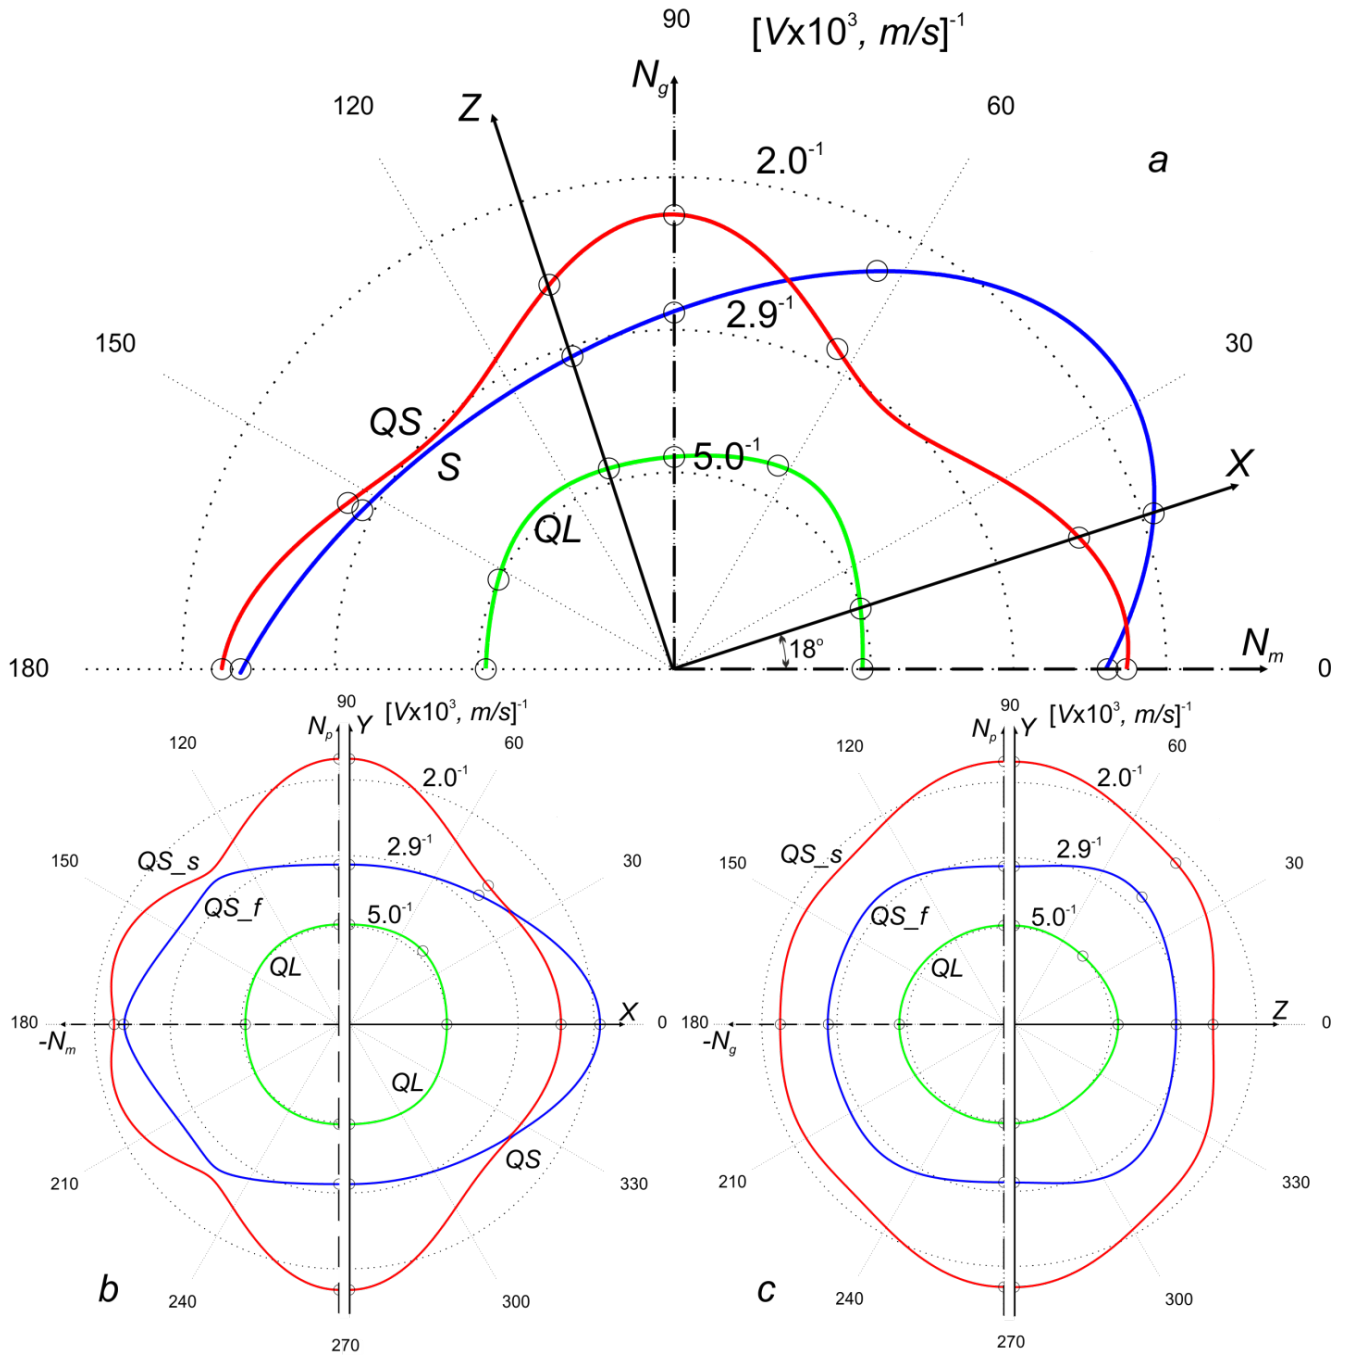 90
[Vx10³, m/s]⁻¹
N_g
Z
120
60
2.0⁻¹
a
2.9⁻¹
150
30
QS
S
5.0⁻¹
X
QL
18°
N_m
180
0
90
N_p
Y
[Vx10³, m/s]⁻¹
120
60
2.0⁻¹
150
QS_s
2.9⁻¹
30
QS_f
5.0⁻¹
QL
X
180
0
-N_m
QL
QS
210
330
b
240
300
270
90
N_p
Y
[Vx10³, m/s]⁻¹
120
60
2.0⁻¹
150
QS_s
2.9⁻¹
30
QS_f
5.0⁻¹
QL
Z
180
0
-N_g
210
330
c
240
300
270